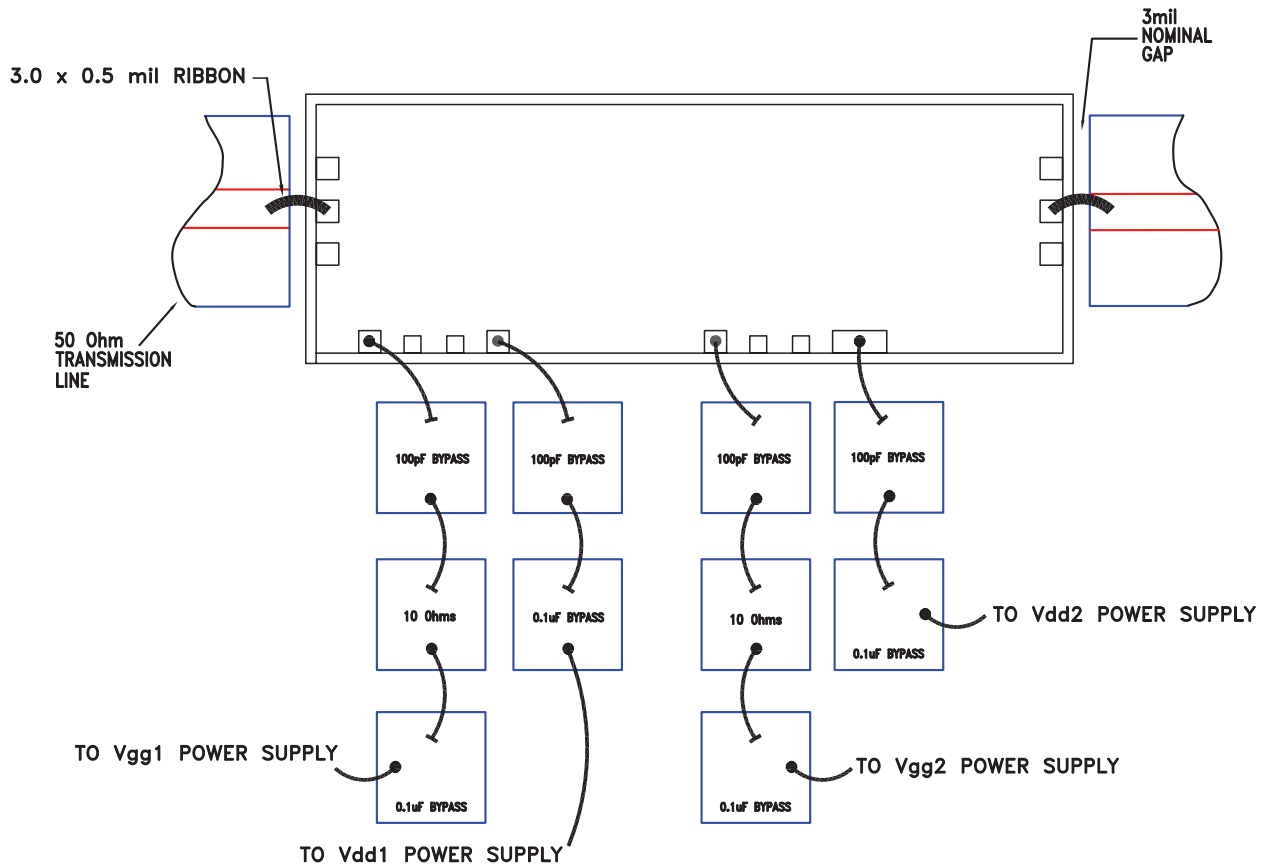 3mil
NOMINAL
GAP
3.0 x 0.5 mil RIBBON
50 Ohm
TRANSMISSION
LINE
100pF BYPASS
100pF BYPASS
100pF BYPASS
100pF BYPASS
10 Ohms
0.1uF BYPASS
10 Ohms
TO Vdd2 POWER SUPPLY
0.1uF BYPASS
TO Vgg1 POWER SUPPLY
TO Vgg2 POWER SUPPLY
0.1uF BYPASS
0.1uF BYPASS
TO Vdd1 POWER SUPPLY